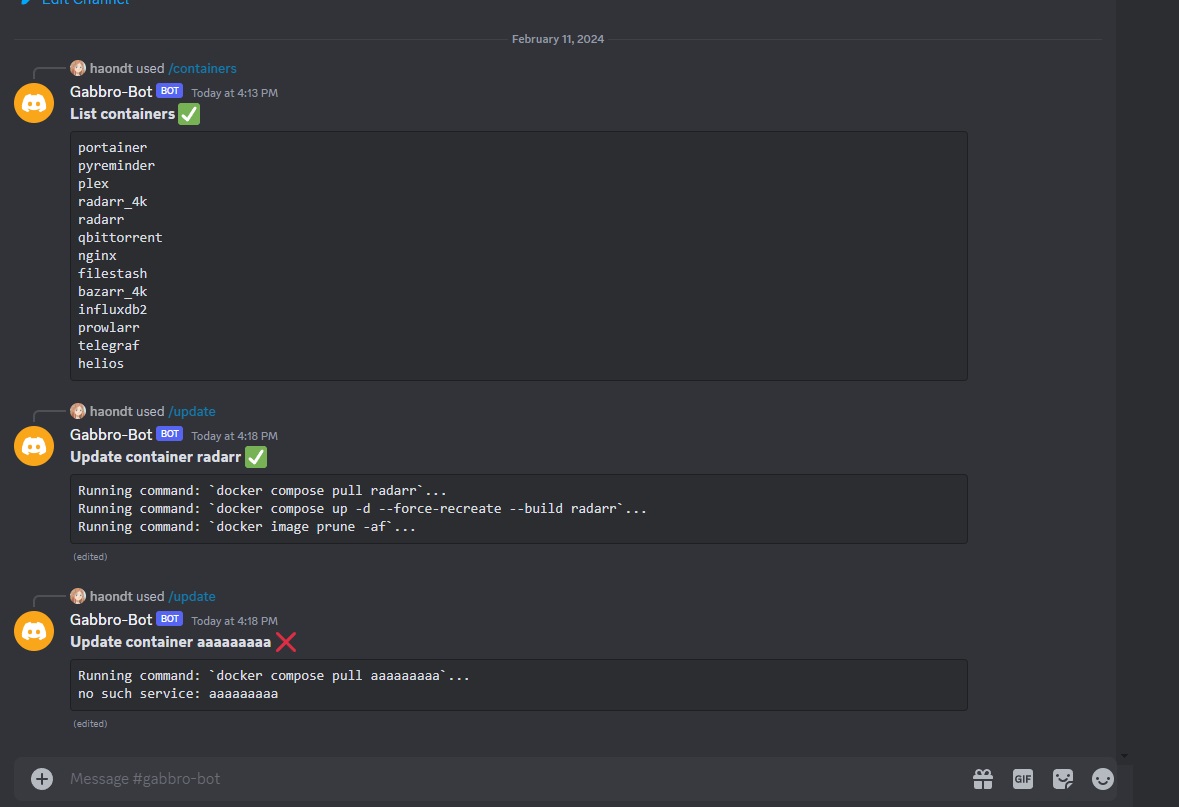 Edit Channel
February 11, 2024
haondt used /containers
Gabbro-Bot BOT Today at 4:13 PM
List containers
portainer
pyreminder
plex
radarr_4k
radarr
qbittorrent
nginx
filestash
bazarr_4k
influxdb2
prowlarr
telegraf
helios
haondt used /update
Gabbro-Bot BOT Today at 4:18 PM
Update container radarr
Running command: `docker compose pull radarr`...
Running command: `docker compose up -d --force-recreate --build radarr`...
Running command: `docker image prune -af`...
(edited)
haondt used /update
Gabbro-Bot BOT Today at 4:18 PM
Update container aaaaaaaaa
Running command: `docker compose pull aaaaaaaaa`...
no such service: aaaaaaaaa
(edited)
Message #gabbro-bot
GIF